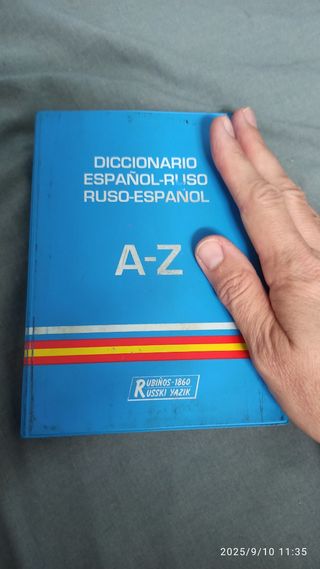 DICCIONARIO
ESPAÑOL-RUSO
RUSO-ESPAÑOL
A-Z
RUBIÑOS-1860
RUSSKI YAZIK
2025/9/10 11:35